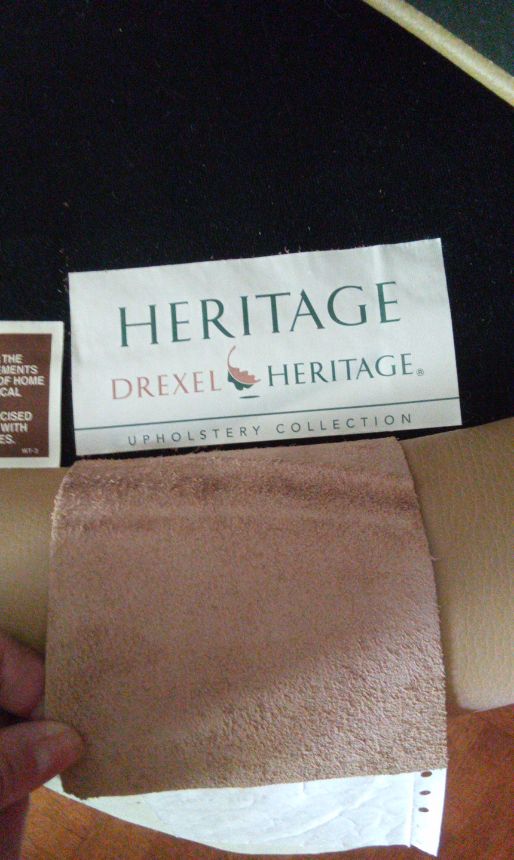 HERITAGE
DREXEL HERITAGE®
UPHOLSTERY COLLECTION
THE
EMENTS
OF HOME
CAL
CISED
WITH
ES.